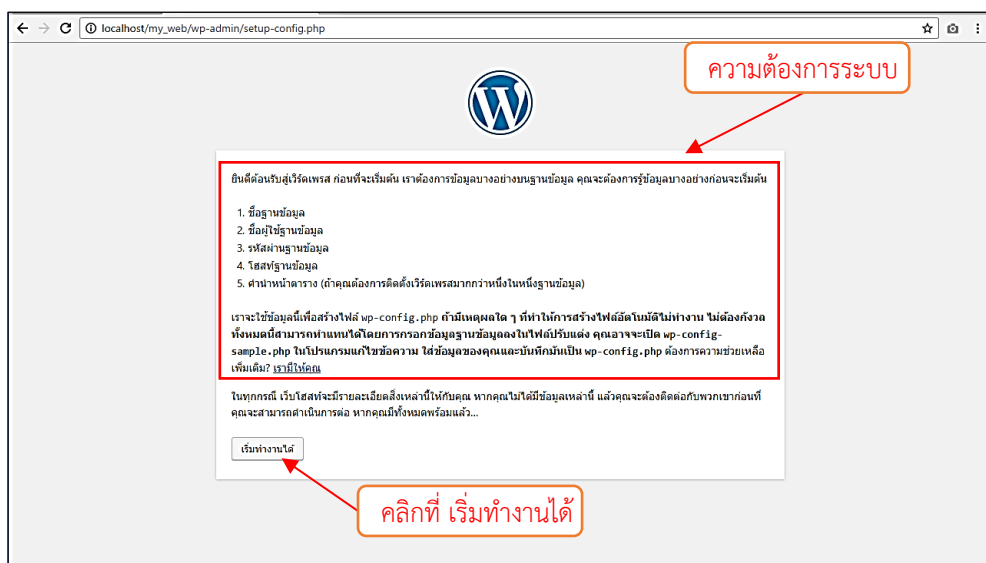 localhost/my_web/wp-admin/setup-config.php
ความต้องการระบบ
ยินดีต้อนรับสู่เวิร์ดเพรส ก่อนที่จะเริ่มต้น เราต้องการข้อมูลบางอย่างบนฐานข้อมูล คุณจะต้องการรู้ข้อมูลบางอย่างก่อนจะเริ่มต้น
1. ชื่อฐานข้อมูล
2. ชื่อผู้ใช้ฐานข้อมูล
3. รหัสผ่านฐานข้อมูล
4. โฮสท์ฐานข้อมูล
5. คำนำหน้าตาราง (ถ้าคุณต้องการติดตั้งเวิร์ดเพรสมากกว่าหนึ่งในหนึ่งฐานข้อมูล)
เราจะใช้ข้อมูลนี้เพื่อสร้างไฟล์ wp-config.php ถ้ามีเหตุผลใด ๆ ที่ทำให้การสร้างไฟล์อัตโนมัติไม่ทำงาน ไม่ต้องกังวล
ทั้งหมดนี้สามารถทำแทนได้โดยการกรอกข้อมูลฐานข้อมูลลงในไฟล์ปรับแต่ง คุณอาจจะเปิด wp-config-
sample.php ในโปรแกรมแก้ไขข้อความ ใส่ข้อมูลของคุณและบันทึกมันเป็น wp-config.php ต้องการความช่วยเหลือ
เพิ่มเติม? เรามีให้คุณ
ในทุกกรณี เว็บโฮสท์จะมีรายละเอียดสิ่งเหล่านี้ให้กับคุณ หากคุณไม่ได้มีข้อมูลเหล่านี้ แล้วคุณจะต้องติดต่อกับพวกเขาก่อนที่
คุณจะสามารถดำเนินการต่อ หากคุณมีทั้งหมดพร้อมแล้ว...
เริ่มทำงานได้
คลิกที่ เริ่มทำงานได้